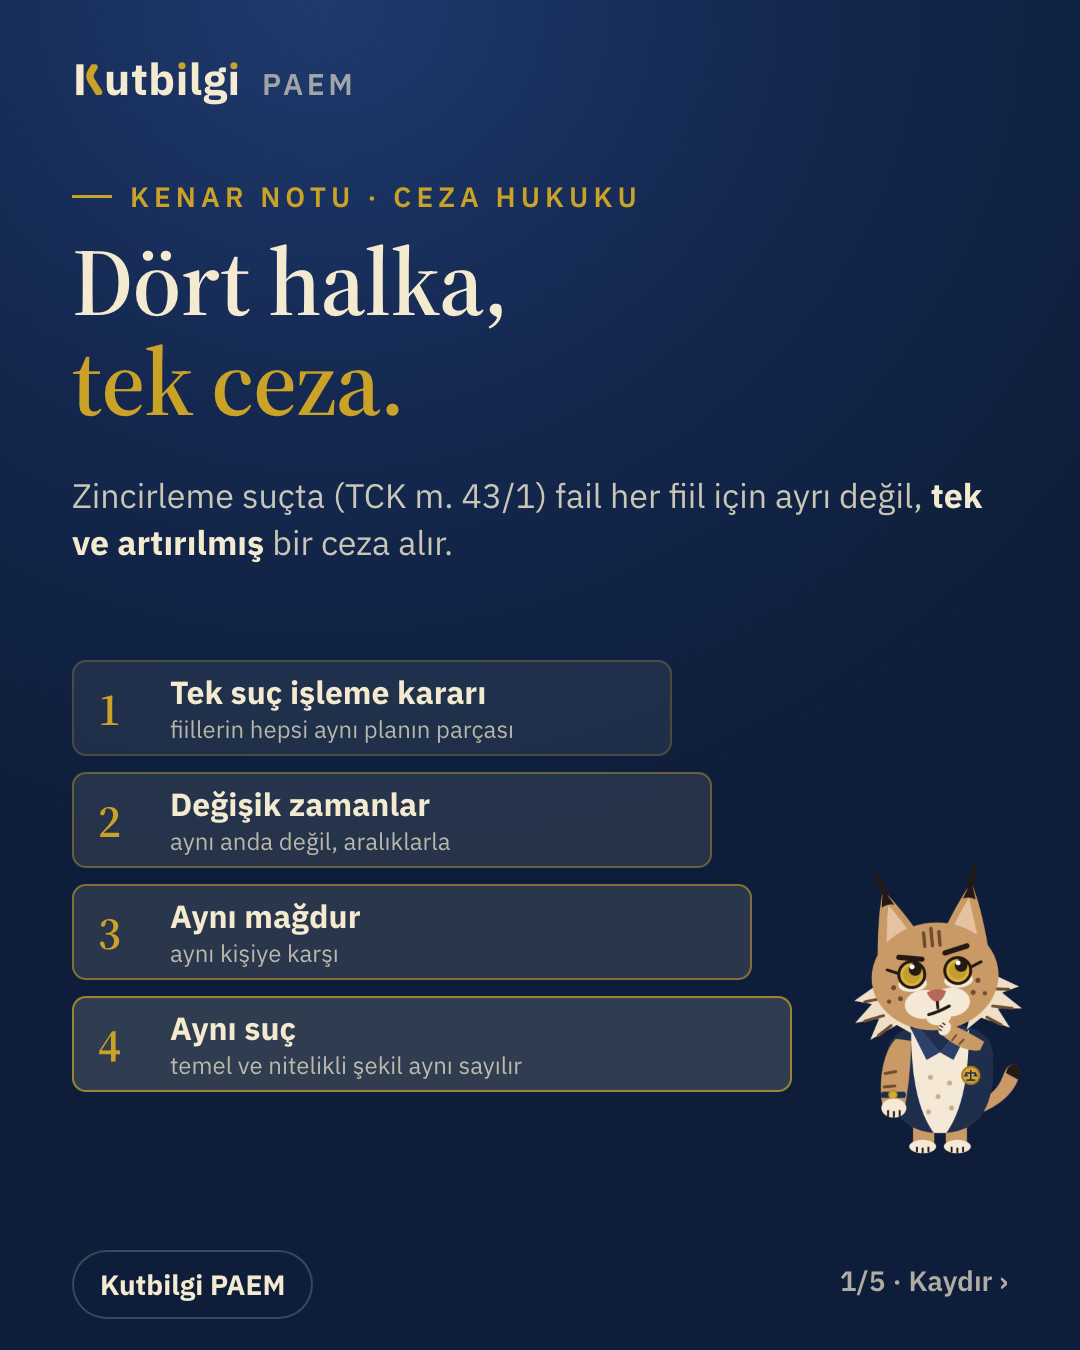 Kutbilgi PAEM
— KENAR NOTU · CEZA HUKUKU
Dört halka,
tek ceza.
Zincirleme suçta (TCK m. 43/1) fail her fiil için ayrı değil, tek
ve artırılmış bir ceza alır.
1 Tek suç işleme kararı
fiillerin hepsi aynı planın parçası
2 Değişik zamanlar
aynı anda değil, aralıklarla
3 Aynı mağdur
aynı kişiye karşı
4 Aynı suç
temel ve nitelikli şekil aynı sayılır
Kutbilgi PAEM
1/5 · Kaydır ›